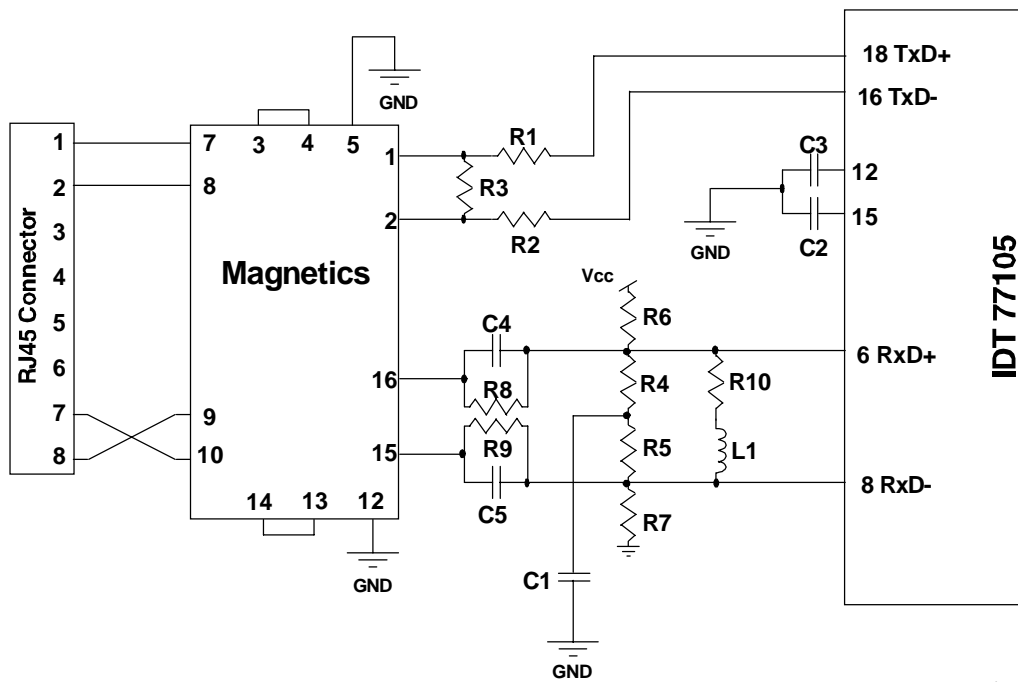 18 TxD+
16 TxD-
GND
1
2
3
4
5
6
7
8
RJ45 Connector
3
4
5
7
8
9
10
14
13
12
1
2
16
15
Magnetics
GND
R1
R3
R2
C3
12
15
C2
GND
Vcc
R6
C4
R8
R9
C5
R4
R5
R7
R10
L1
6 RxD+
8 RxD-
C1
GND
IDT 77105